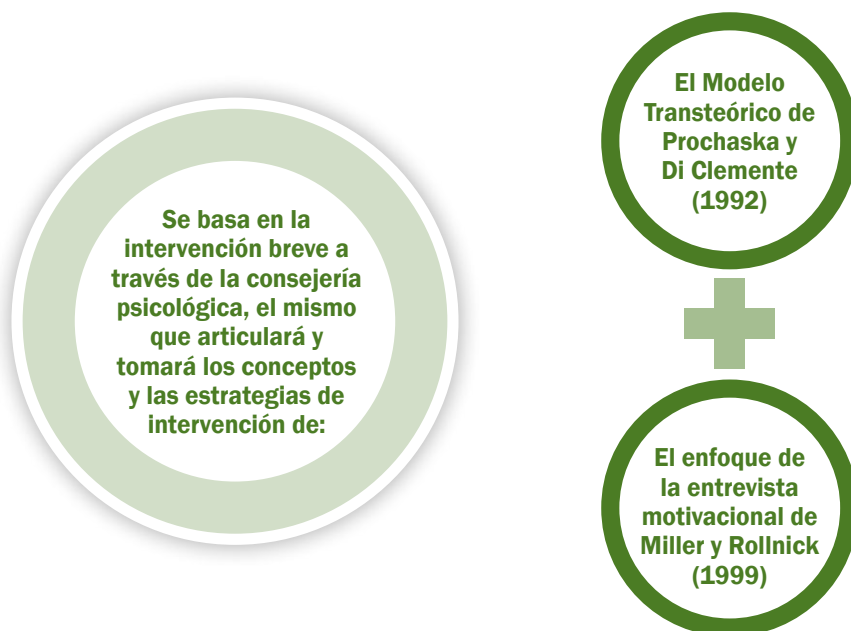 Se basa en la
intervención breve a
través de la consejería
psicológica, el mismo
que articulará y
tomará los conceptos
y las estrategias de
intervención de:
El Modelo
Transteórico de
Prochaska y
Di Clemente
(1992)
El enfoque de
la entrevista
motivacional de
Miller y Rollnick
(1999)